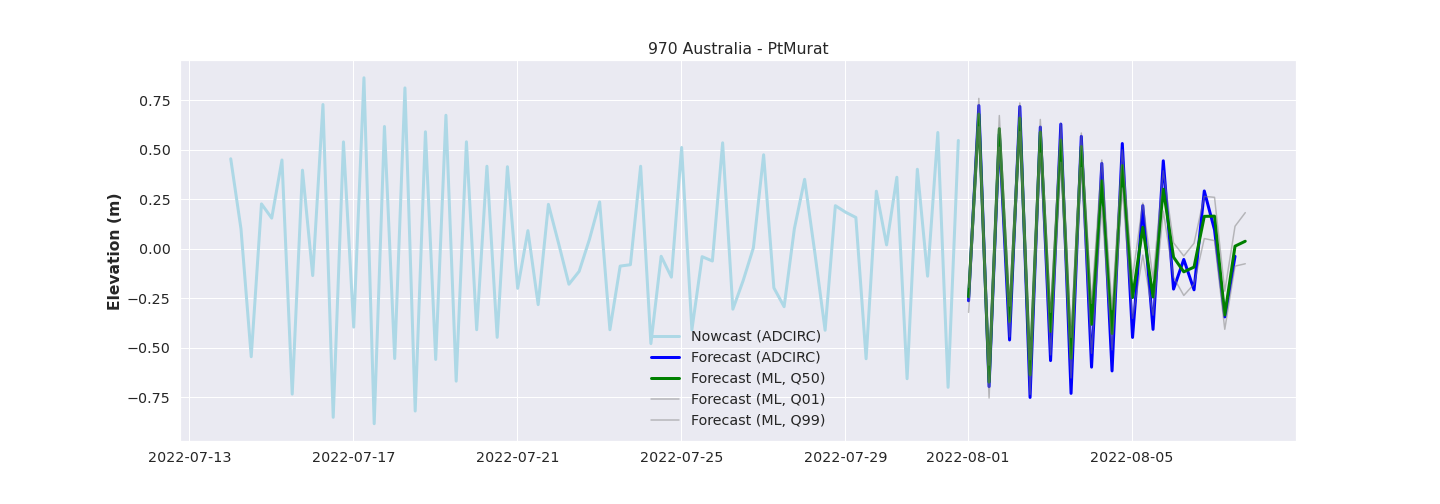 970 Australia - PtMurat
Elevation (m)
0.75
0.50
0.25
0.00
−0.25
−0.50
−0.75
Nowcast (ADCIRC)
Forecast (ADCIRC)
Forecast (ML, Q50)
Forecast (ML, Q01)
Forecast (ML, Q99)
2022-07-13 2022-07-17 2022-07-21 2022-07-25 2022-07-29 2022-08-01 2022-08-05